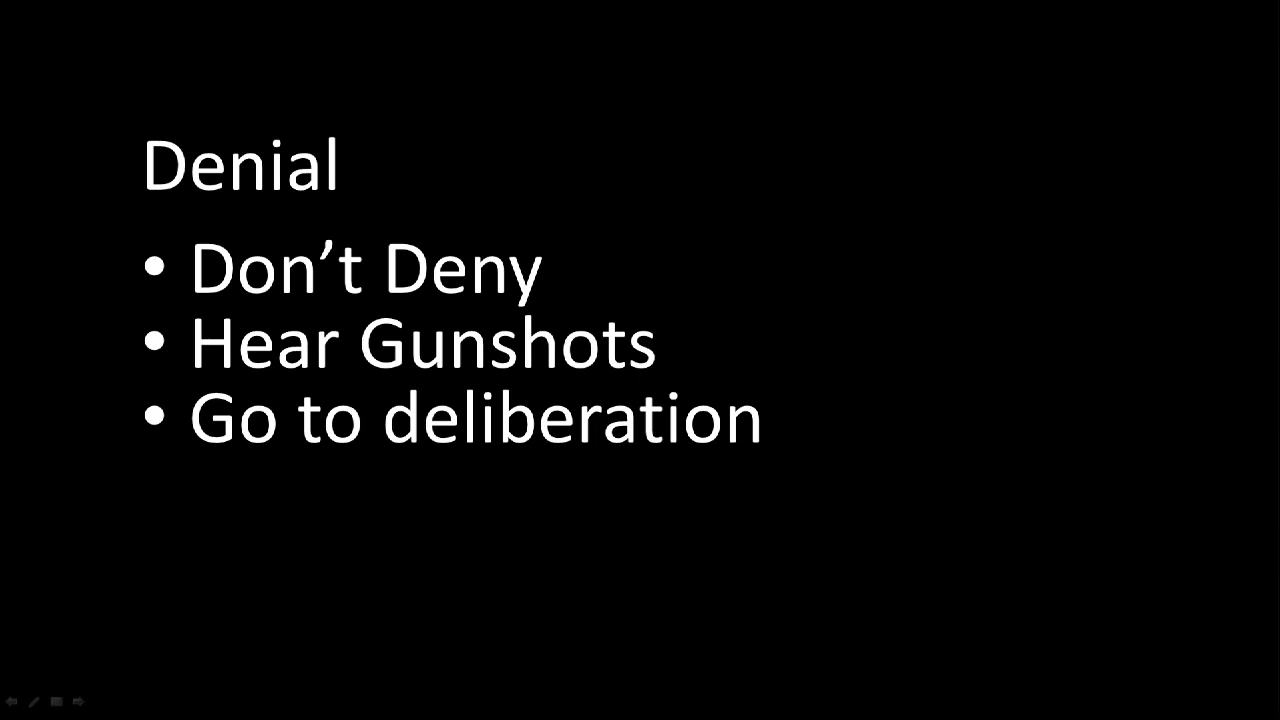 Denial
• Don’t Deny
• Hear Gunshots
• Go to deliberation